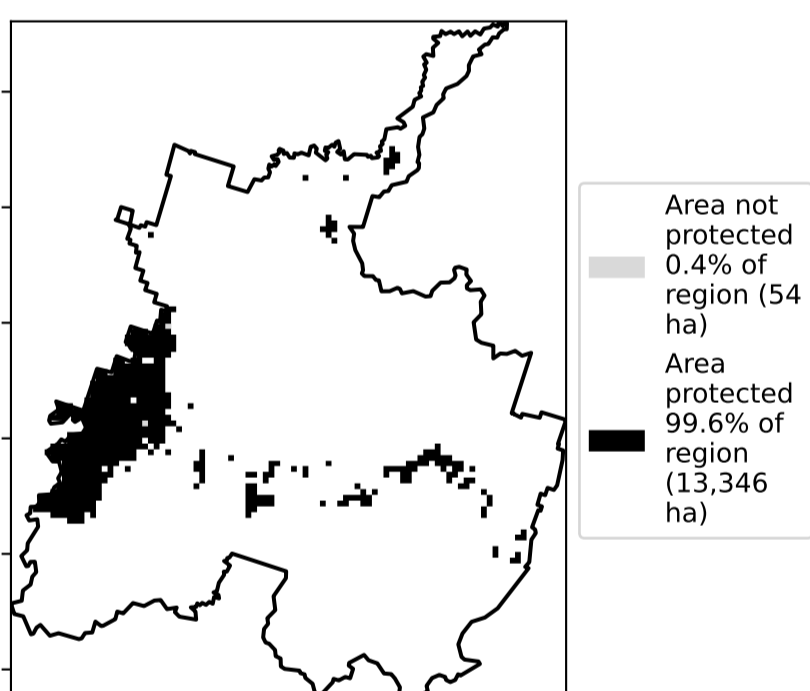 Area not
protected
0.4% of
region (54
ha)
Area
protected
99.6% of
region
(13,346
ha)